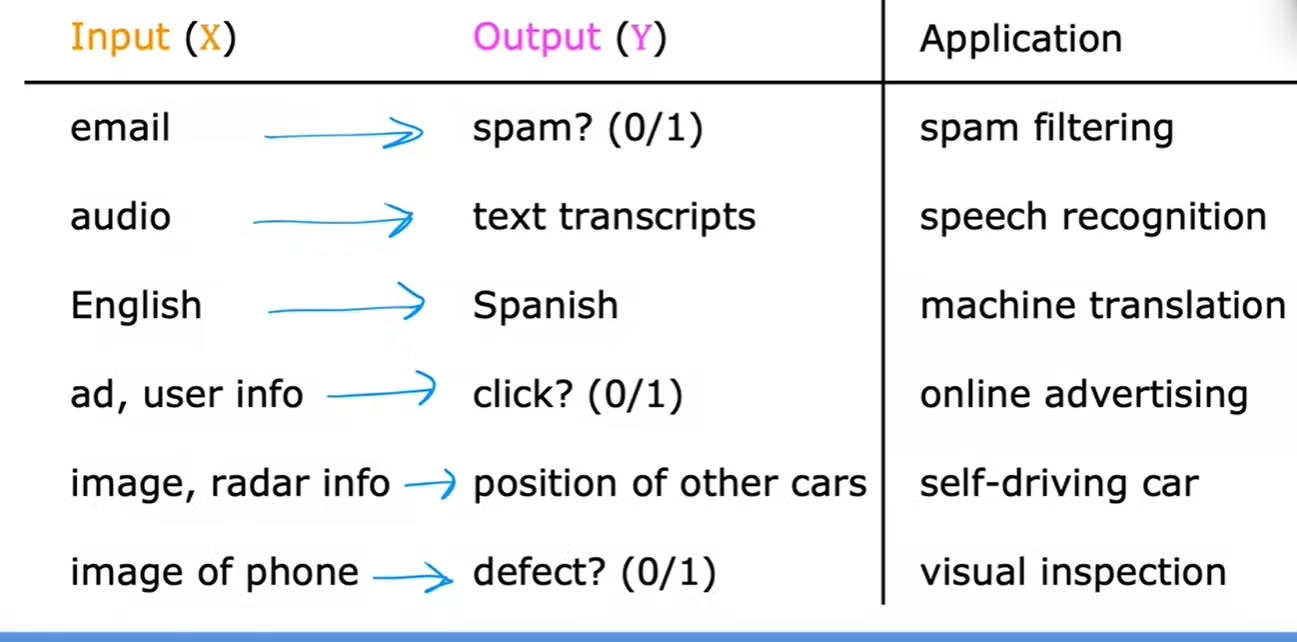 Input (X) Output (Y) Application
email spam? (0/1) spam filtering
audio text transcripts speech recognition
English Spanish machine translation
ad, user info click? (0/1) online advertising
image, radar info position of other cars self-driving car
image of phone defect? (0/1) visual inspection